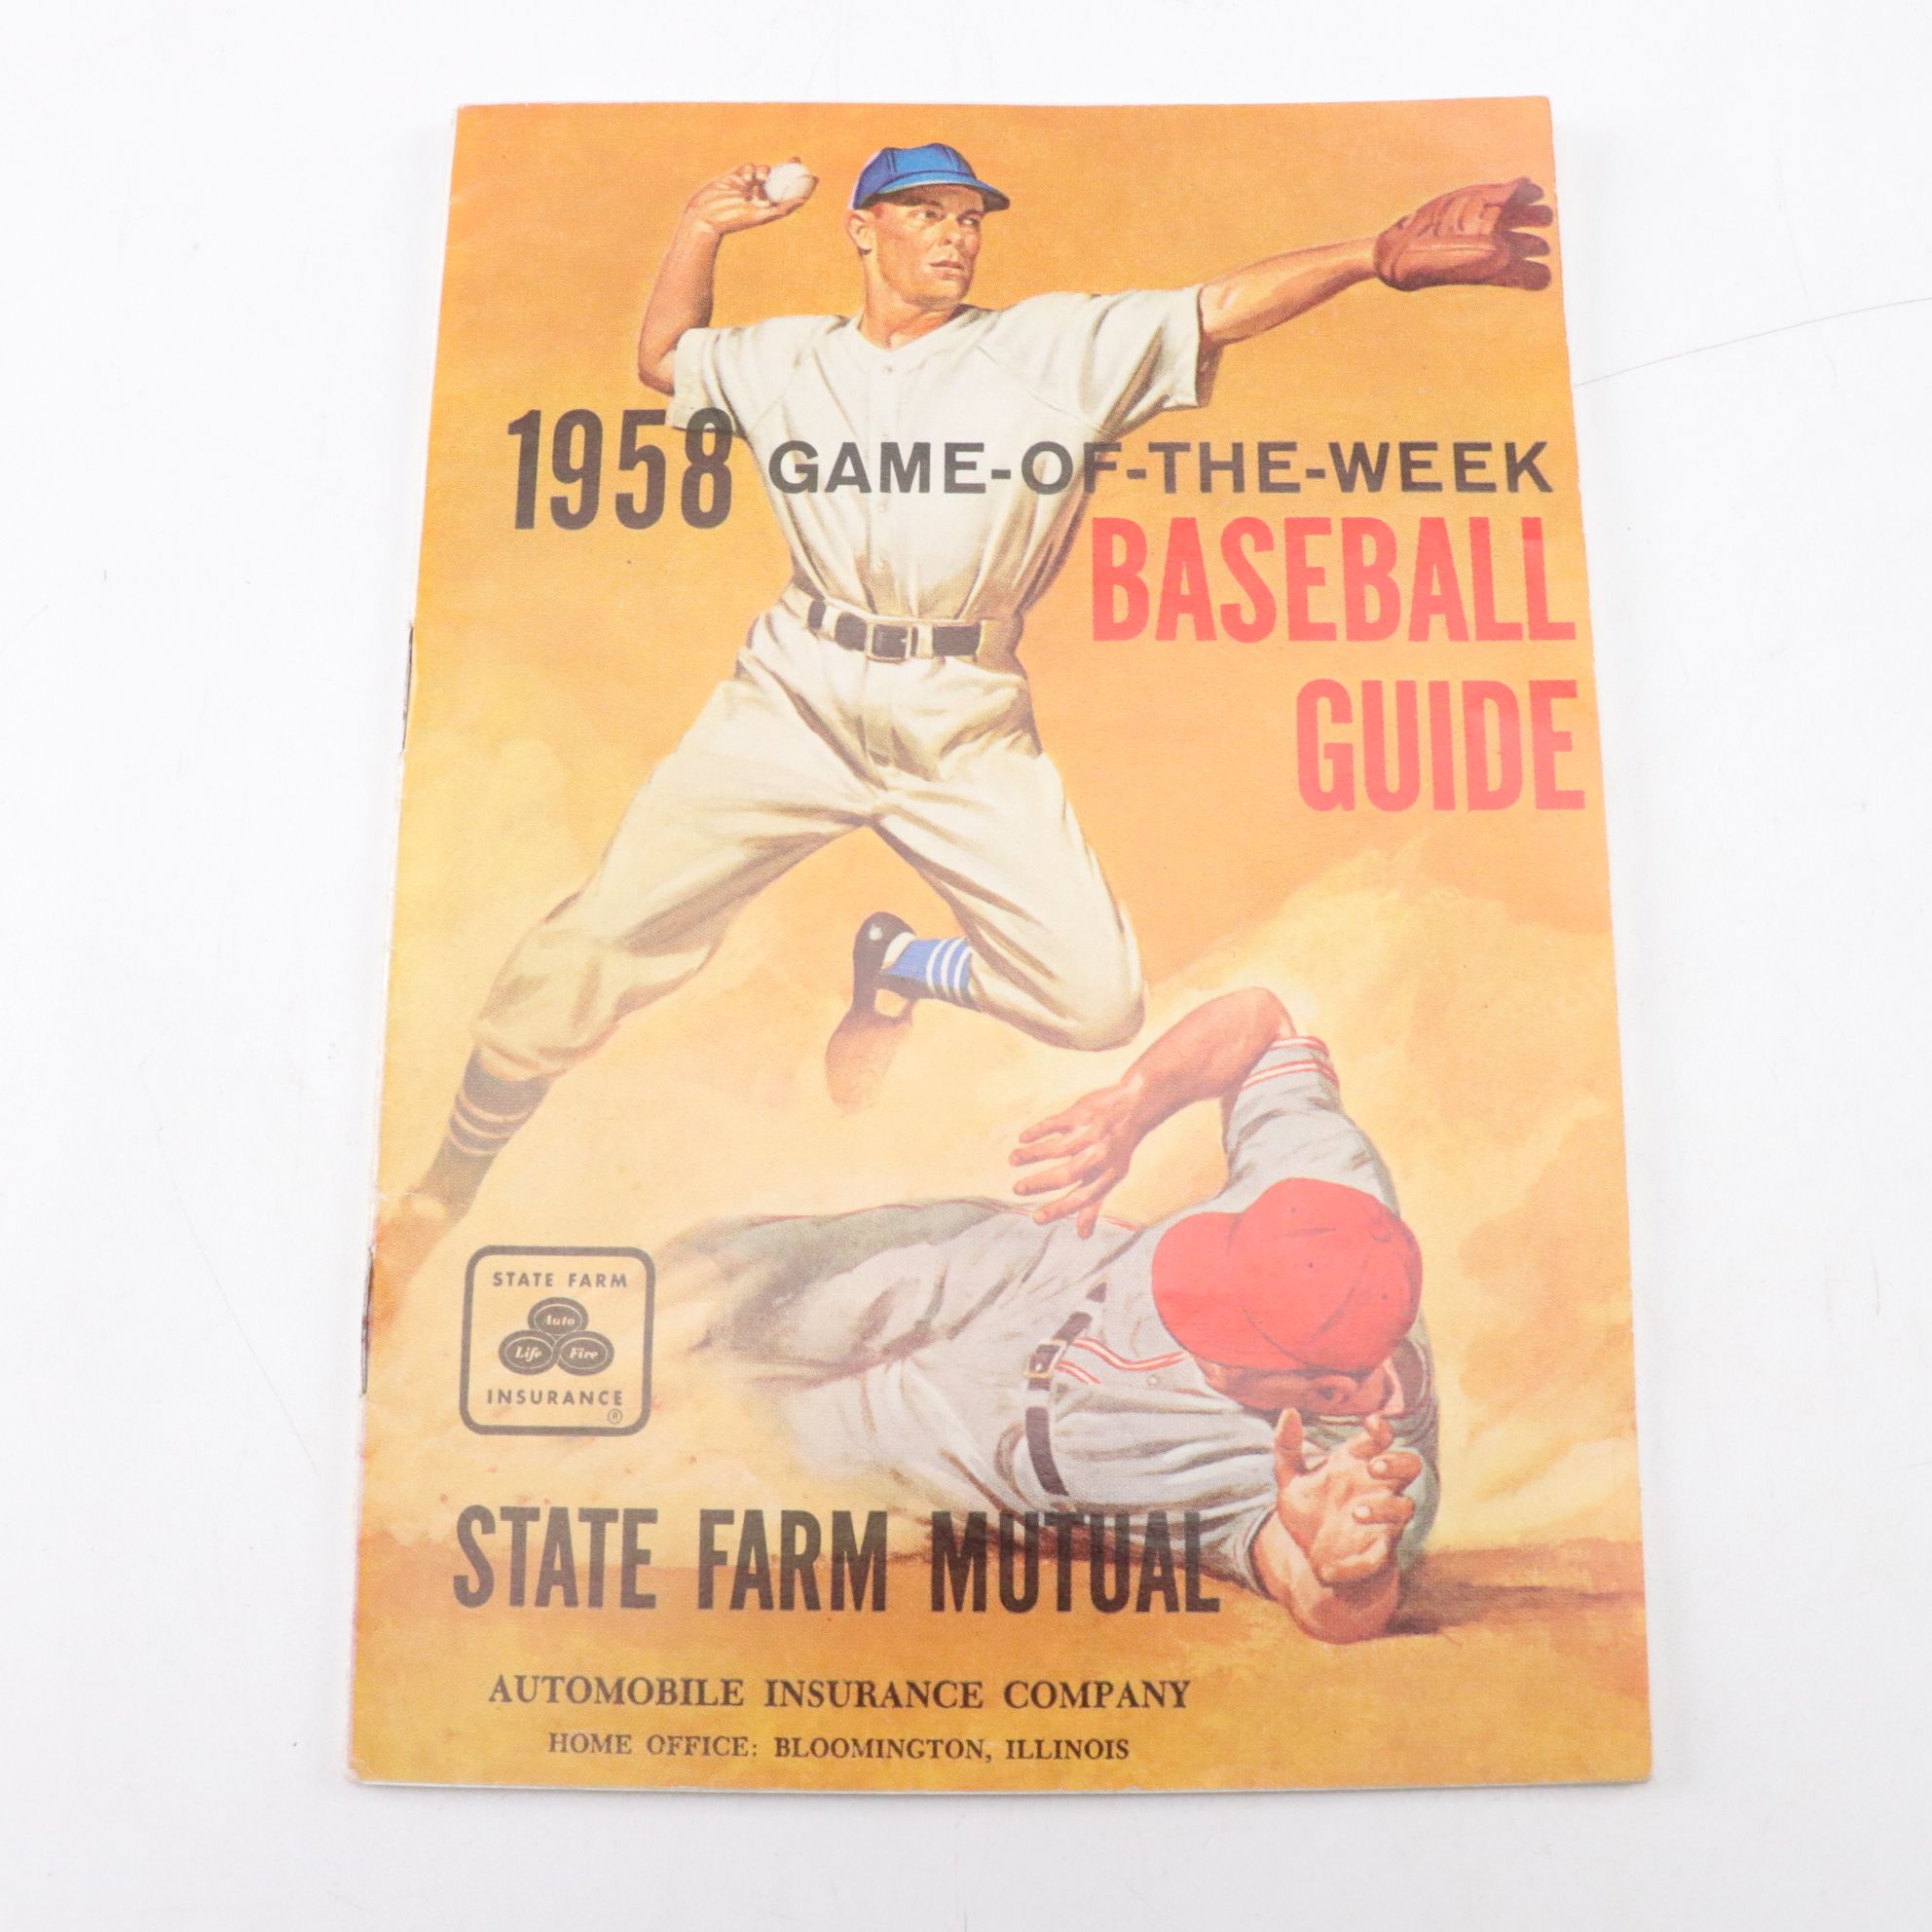 1958 GAME-OF-THE-WEEK
BASEBALL
GUIDE
STATE FARM
Auto
Life Fire
INSURANCE
®
STATE FARM MUTUAL
AUTOMOBILE INSURANCE COMPANY
HOME OFFICE: BLOOMINGTON, ILLINOIS